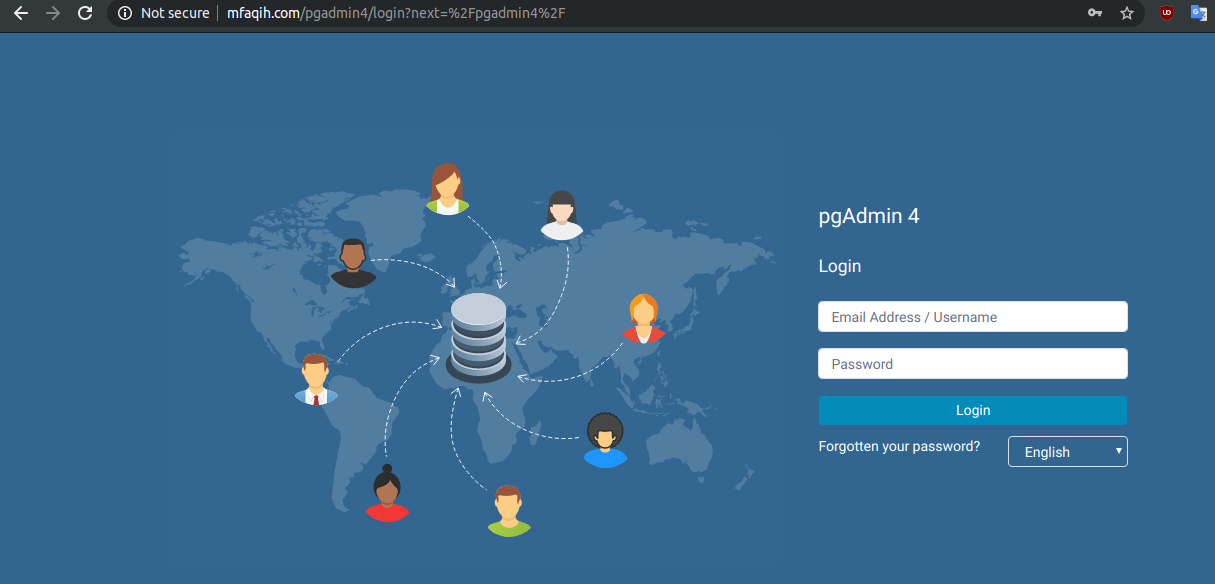 Not secure | mfaqih.com/pgadmin4/login?next=%2Fpgadmin4%2F
UD
G
pgAdmin 4
Login
Email Address / Username
Password
Login
Forgotten your password?
English